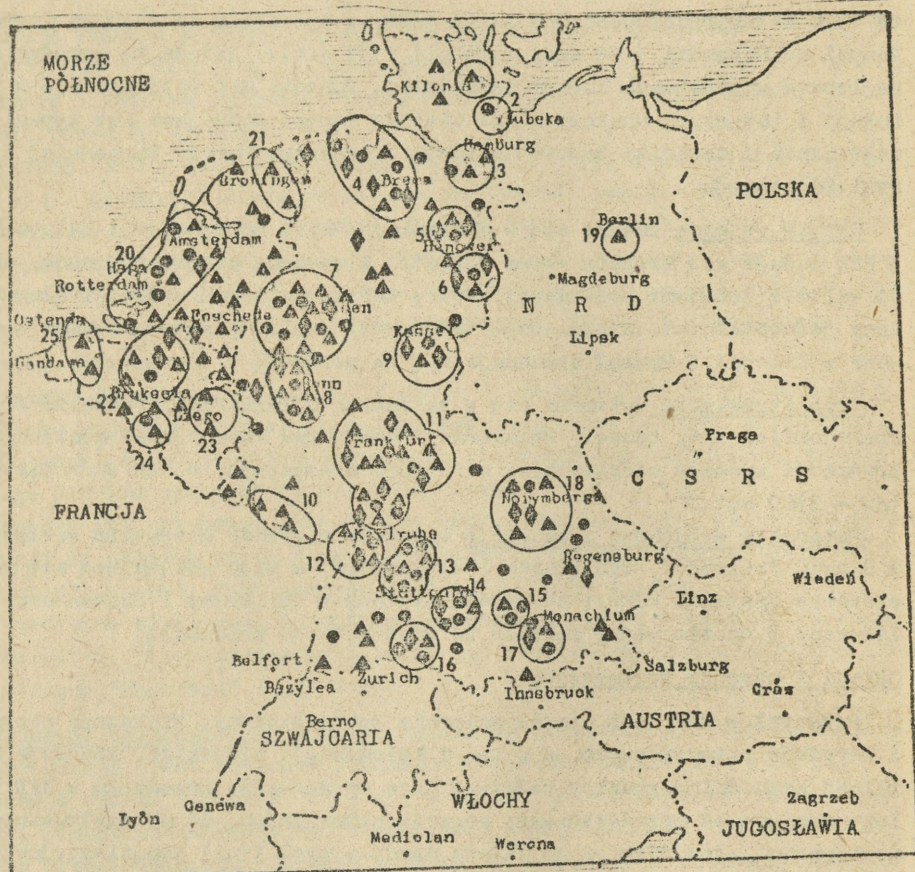 MORZE
PÓŁNOCNE
Kilonia
2
Lubeka
Hamburg
3
21
Groningen
4
Brema
POLSKA
Berlin
19
5
Hanower
Amsterdam
20
Haga
Rotterdam
7
6
Magdeburg
N R D
Essen
Ostenda
25
Kassel
9
Lipsk
Bonn
8
Bruksela
22
Liege
23
24
11
Frankfurt
Praga
C S R S
FRANCJA
10
18
Norymberga
Karlsruhe
12
13
Regensburg
Stuttgart
14
15
Linz
Wiedeń
Monachium
17
16
Belfort
Zurich
Bazylea
Salzburg
Innsbruck
Graz
AUSTRIA
Berno
SZWAJCARIA
Genewa
WŁOCHY
Lyon
Mediolan
Werona
Zagrzeb
JUGOSŁAWIA